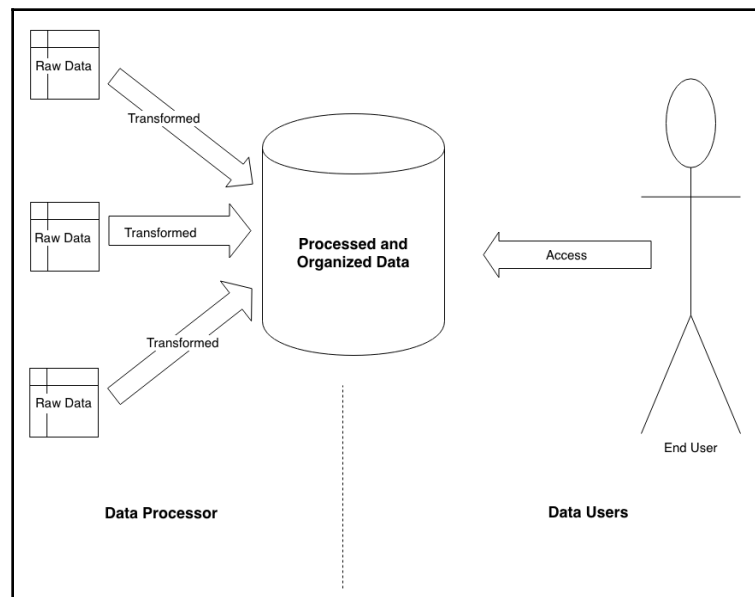 Raw Data
Transformed
Raw Data
Transformed
Processed and
Organized Data
Access
Raw Data
Transformed
End User
Data Processor
Data Users